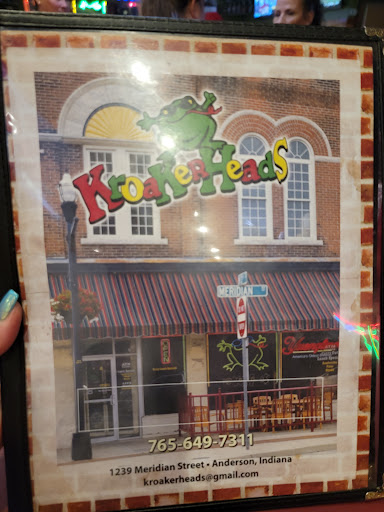 KroakerHeadS
MERIDIAN
765-649-7311
1239 Meridian Street • Anderson, Indiana
kroakerheads@gmail.com